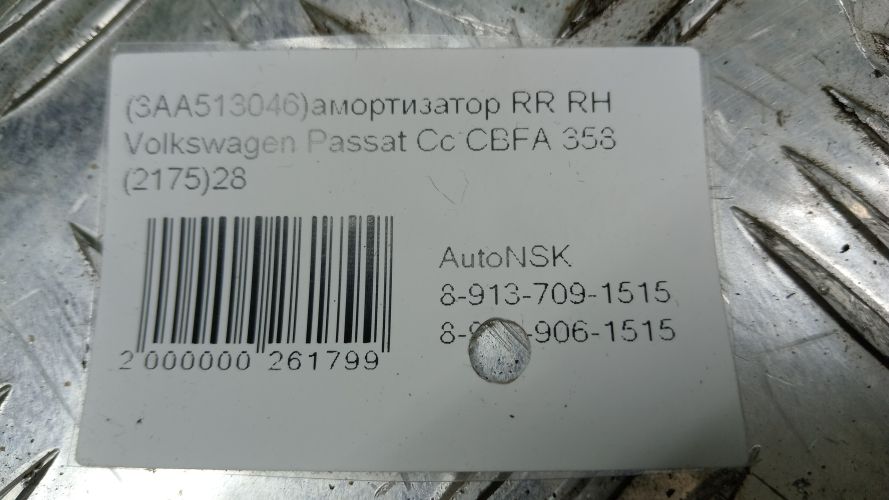 (3AA513046)амортизатор RR RH
Volkswagen Passat Cc CBFA 358
(2175)28
AutoNSK
8-913-709-1515
-906-1515
2 000000 261799